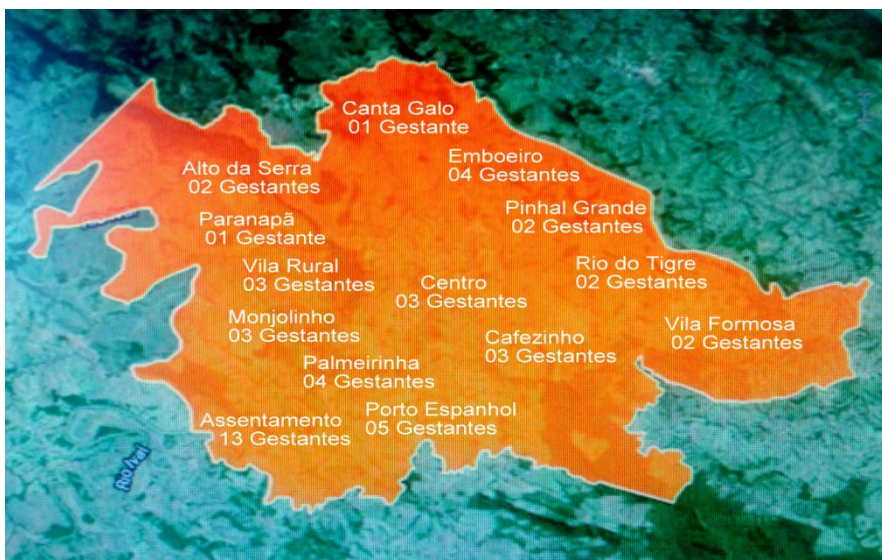 Canta Galo
01 Gestante
Emboeiro
04 Gestantes
Alto da Serra
02 Gestantes
Pinhal Grande
02 Gestantes
Paranapã
01 Gestante
Vila Rural
03 Gestantes
Centro
03 Gestantes
Rio do Tigre
02 Gestantes
Monjolinho
03 Gestantes
Cafezinho
03 Gestantes
Vila Formosa
02 Gestantes
Palmeirinha
04 Gestantes
Assentamento
13 Gestantes
Porto Espanhol
05 Gestantes
Rio Ivaí